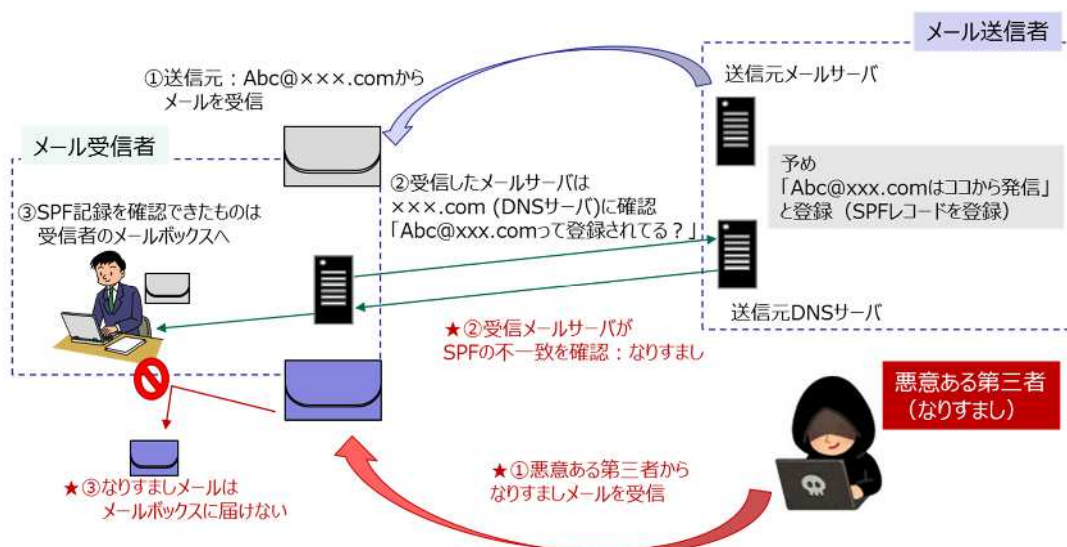 メール送信者
送信元メールサーバ
①送信元：Abc@×××.comから
メールを受信
メール受信者
予め
「Abc@xxx.comはココから発信」
と登録（SPFレコードを登録）
②受信したメールサーバは
×××.com (DNSサーバ)に確認
「Abc@xxx.comって登録されてる？」
③SPF記録を確認できたものは
受信者のメールボックスへ
送信元DNSサーバ
★②受信メールサーバが
SPFの不一致を確認：なりすまし
悪意ある第三者
（なりすまし）
★①悪意ある第三者から
なりすましメールを受信
★③なりすましメールは
メールボックスに届けない